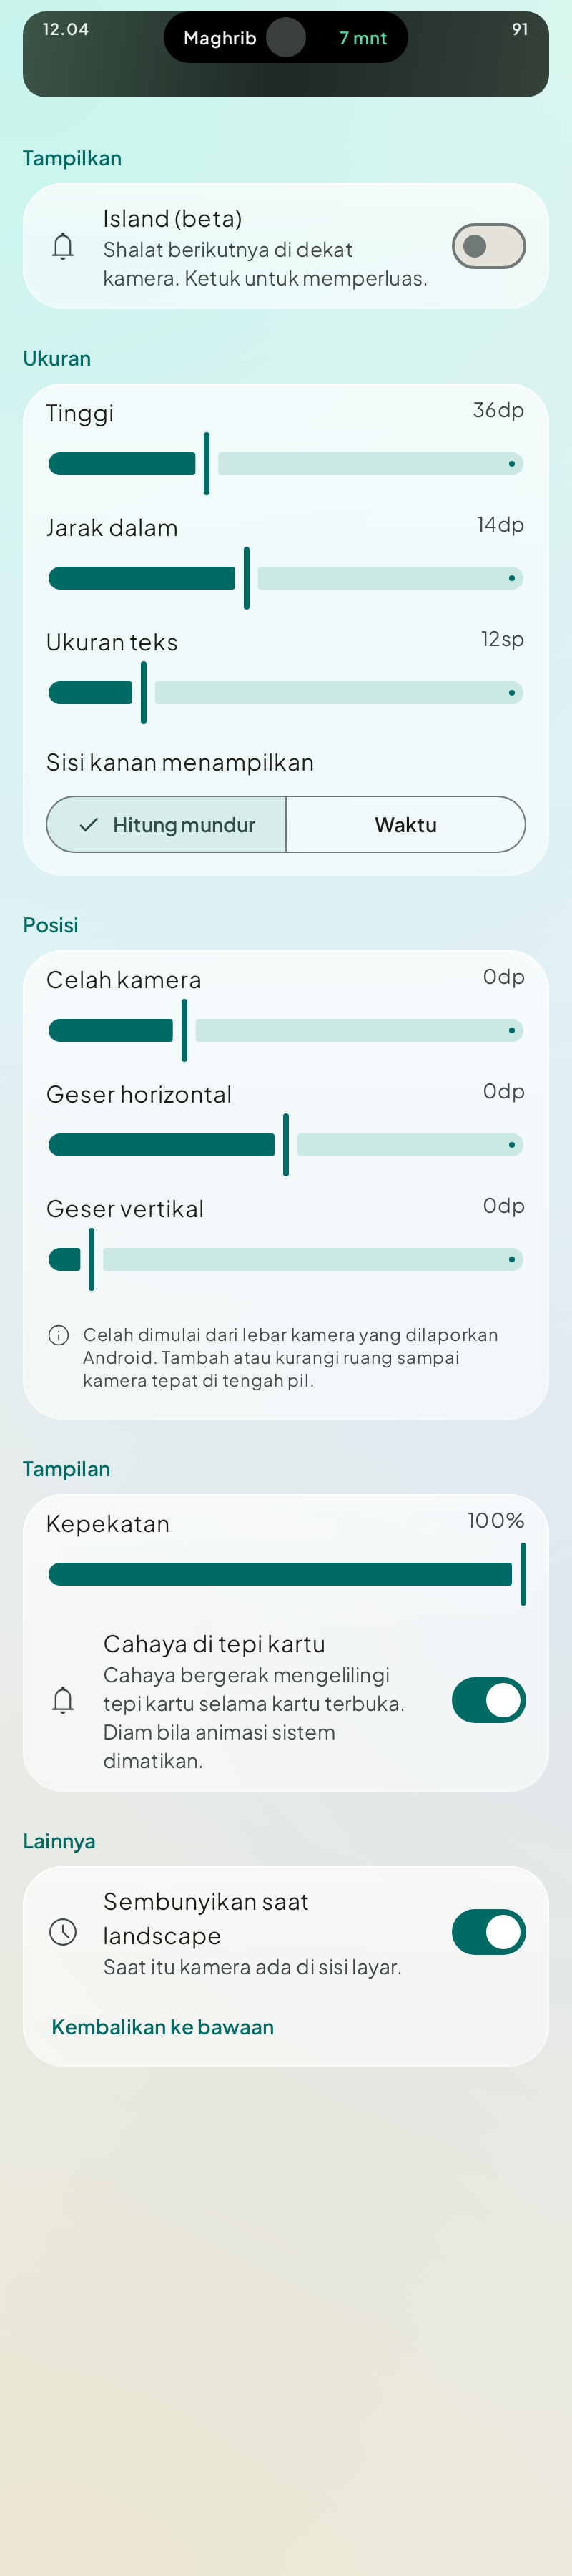 12.04
Maghrib
7 mnt
91
Tampilkan
Island (beta)
Shalat berikutnya di dekat
kamera. Ketuk untuk memperluas.
Ukuran
Tinggi
36dp
Jarak dalam
14dp
Ukuran teks
12sp
Sisi kanan menampilkan
Hitung mundur
Waktu
Posisi
Celah kamera
0dp
Geser horizontal
0dp
Geser vertikal
0dp
Celah dimulai dari lebar kamera yang dilaporkan
Android. Tambah atau kurangi ruang sampai
kamera tepat di tengah pil.
Tampilan
Kepekatan
100%
Cahaya di tepi kartu
Cahaya bergerak mengelilingi
tepi kartu selama kartu terbuka.
Diam bila animasi sistem
dimatikan.
Lainnya
Sembunyikan saat
landscape
Saat itu kamera ada di sisi layar.
Kembalikan ke bawaan